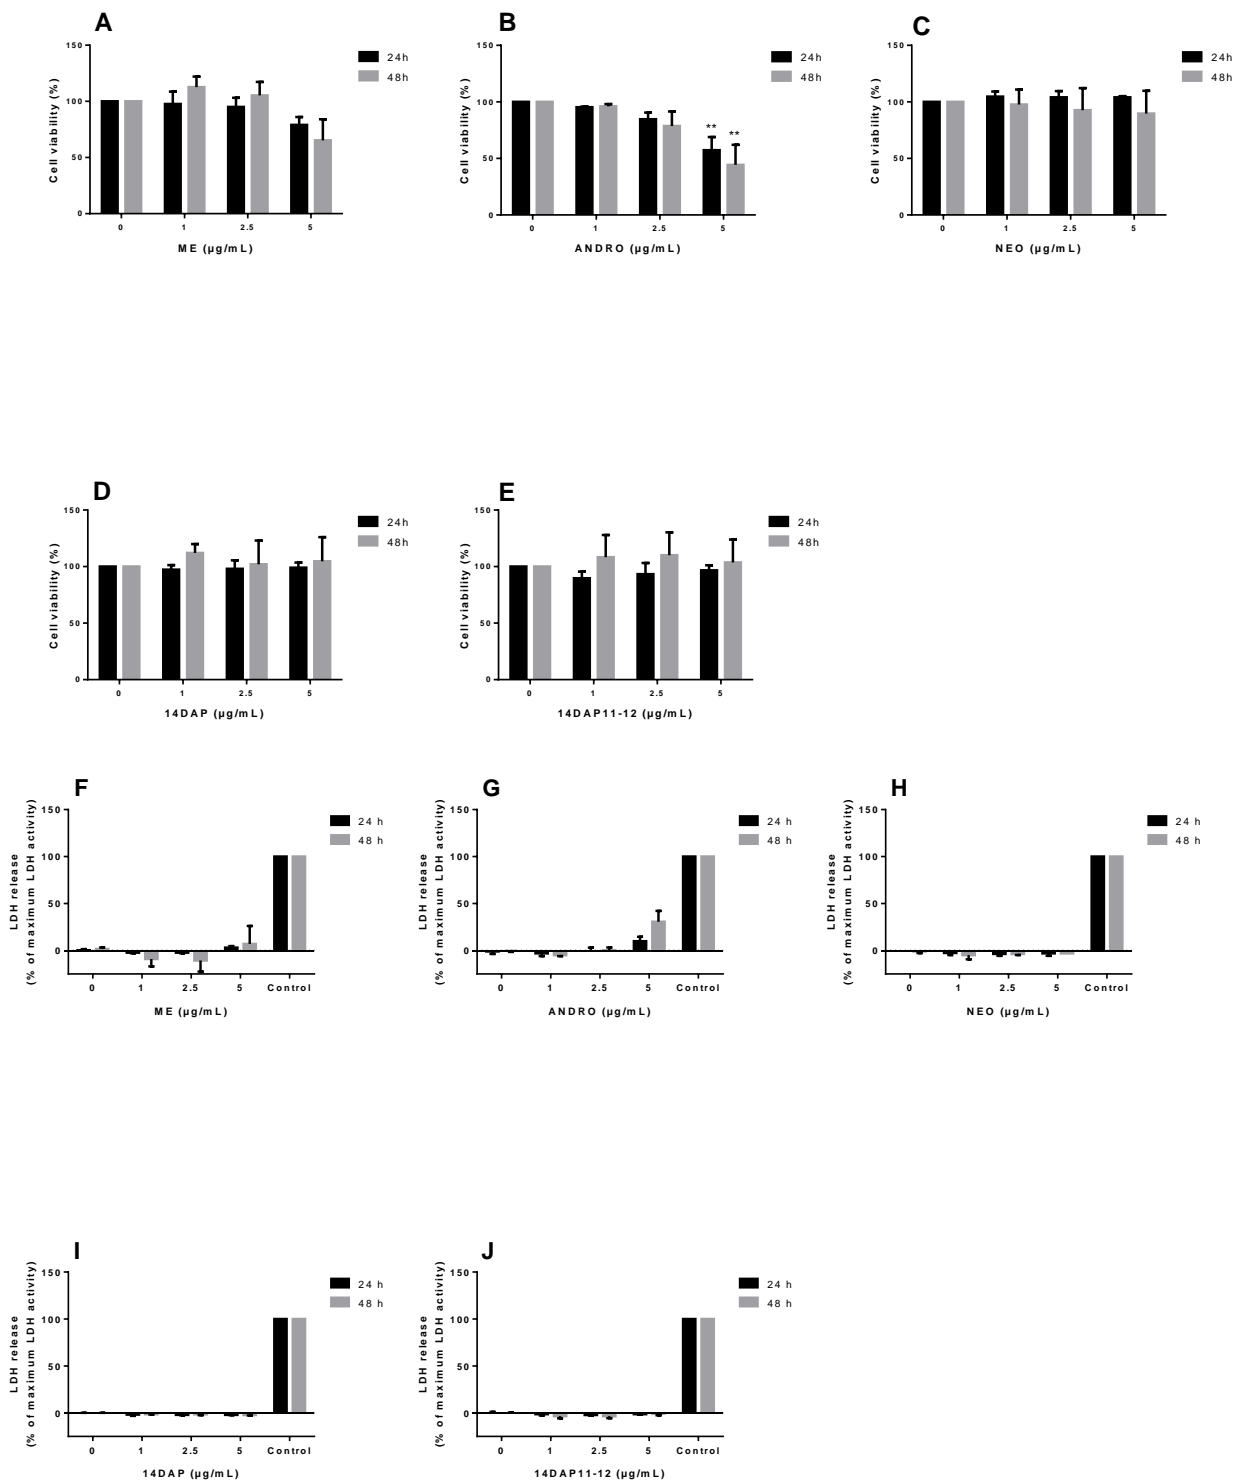 A
Cell viability (%)
150
100
50
0
0 1 2.5 5
ME (µg/mL)
24h
48h
B
Cell viability (%)
150
100
50
0
** **
0 1 2.5 5
ANDRO (µg/mL)
24h
48h
C
Cell viability (%)
150
100
50
0
0 1 2.5 5
NEO (µg/mL)
24h
48h
D
Cell viability (%)
150
100
50
0
0 1 2.5 5
14DAP (µg/mL)
24h
48h
E
Cell viability (%)
150
100
50
0
0 1 2.5 5
14DAP11-12 (µg/mL)
24h
48h
F
LDH release
(% of maximum LDH activity)
150
100
50
0
0 1 2.5 5 Control
ME (µg/mL)
24 h
48 h
G
LDH release
(% of maximum LDH activity)
150
100
50
0
0 1 2.5 5 Control
ANDRO (µg/mL)
24 h
48 h
H
LDH release
(% of maximum LDH activity)
150
100
50
0
0 1 2.5 5 Control
NEO (µg/mL)
24 h
48 h
I
LDH release
(% of maximum LDH activity)
150
100
50
0
0 1 2.5 5 Control
14DAP (µg/mL)
24 h
48 h
J
LDH release
(% of maximum LDH activity)
150
100
50
0
0 1 2.5 5 Control
14DAP11-12 (µg/mL)
24 h
48 h